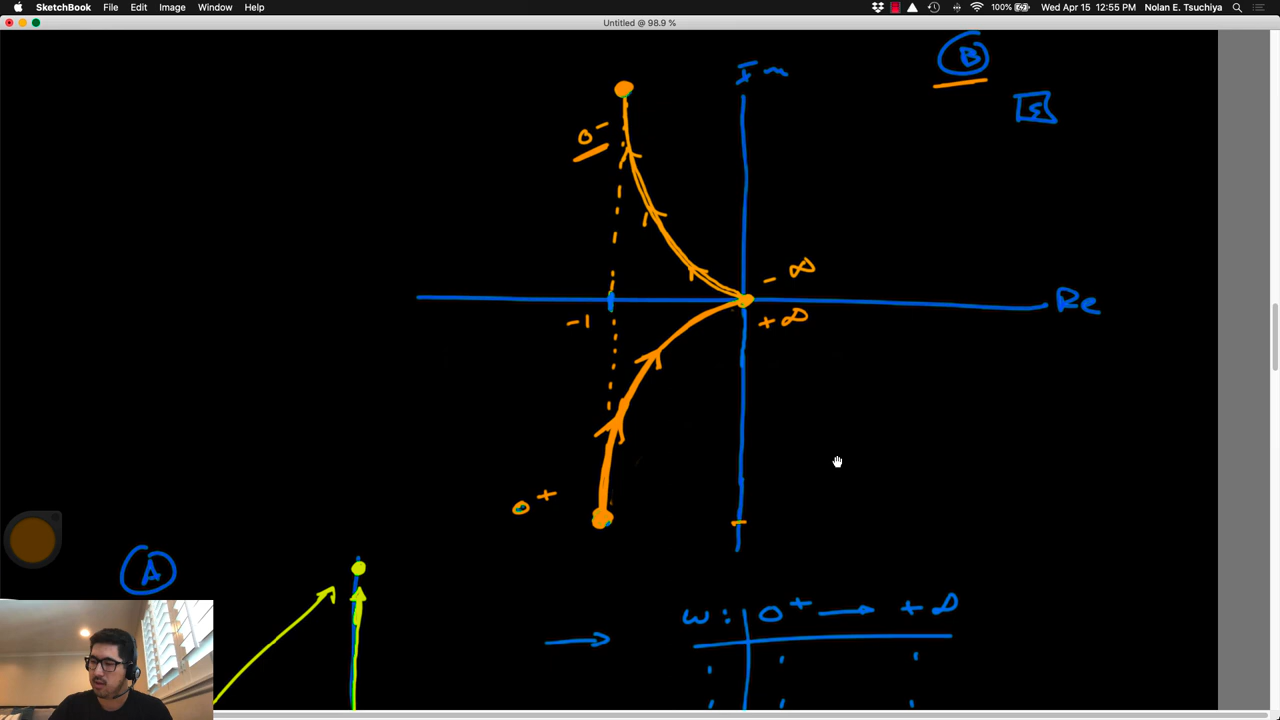 SketchBook File Edit Image Window Help 100% Wed Apr 15 12:55 PM Nolan E. Tsuchiya
Untitled @ 98.9 %
B
Im
S
0-
- ∞
Re
-1
+ ∞
0+
A
ω: 0+ → + ∞